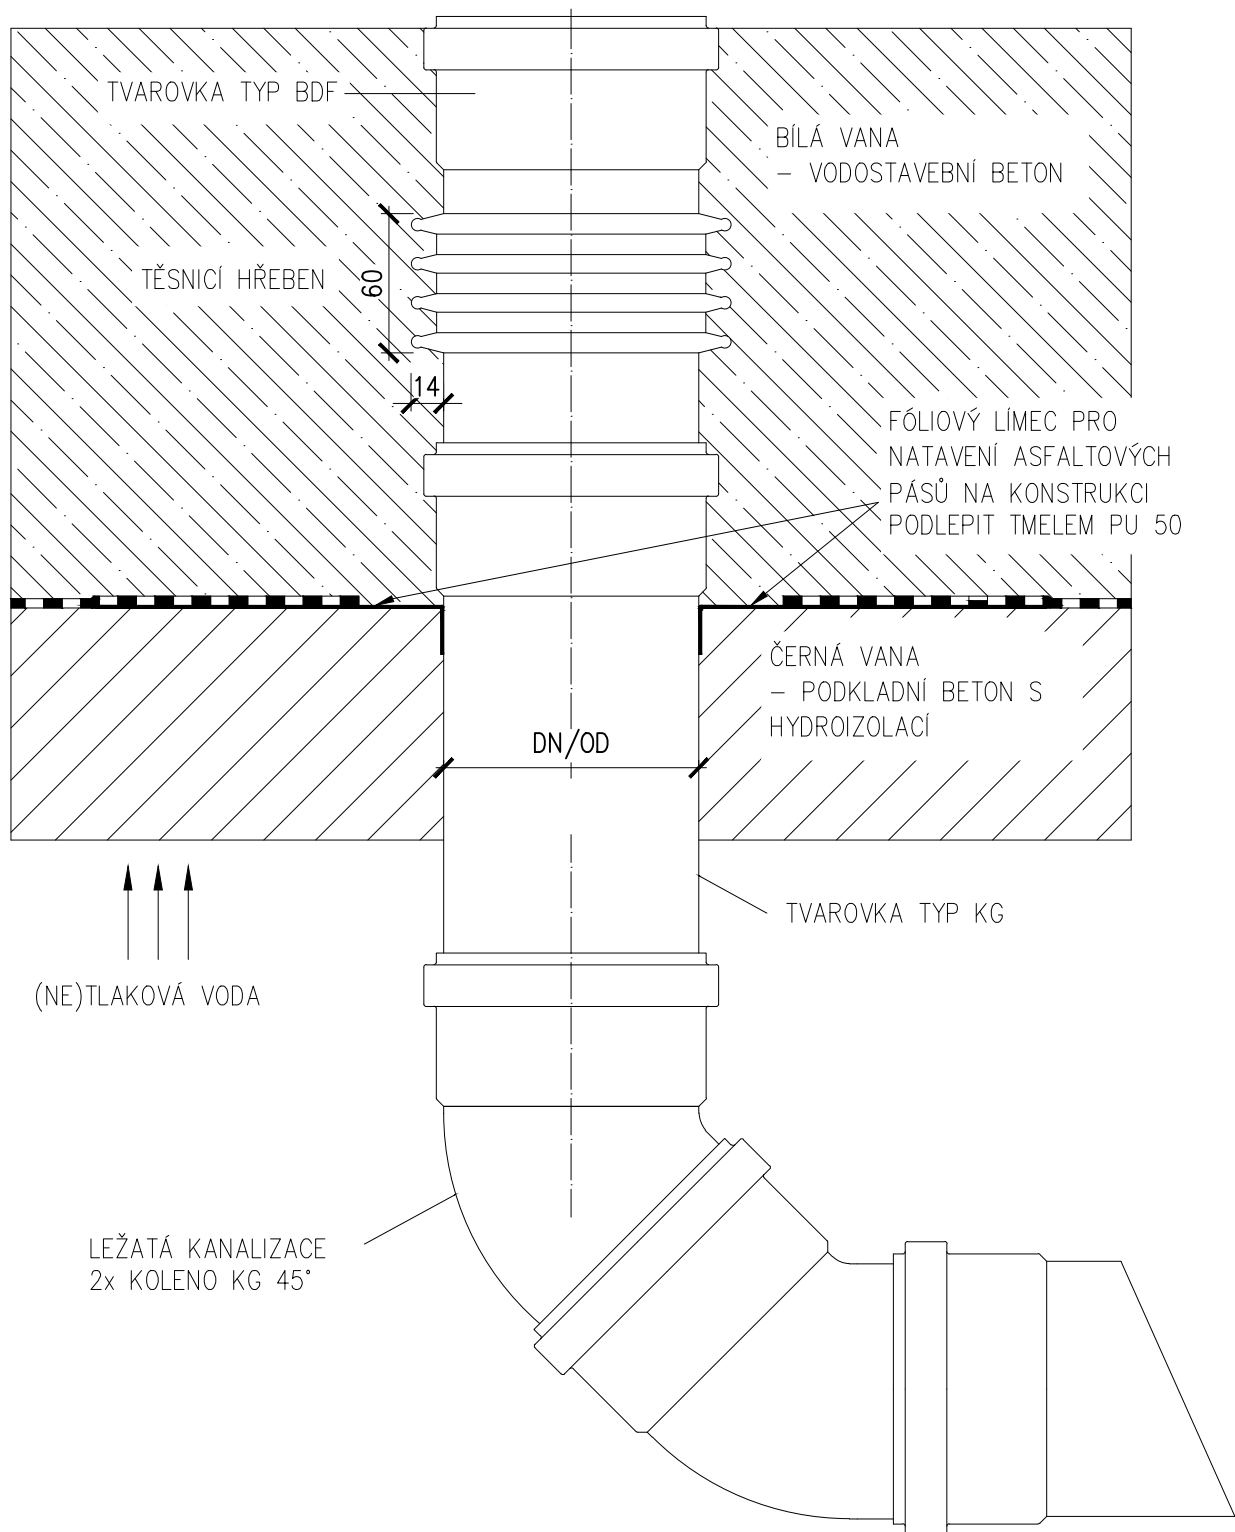 TVAROVKA TYP BDF
BÍLÁ VANA
– VODOSTAVEBNÍ BETON
TĚSNICÍ HŘEBEN
60
14
FÓLIOVÝ LÍMEC PRO
NATAVENÍ ASFALTOVÝCH
PÁSŮ NA KONSTRUKCI
PODLEPIT TMELEM PU 50
ČERNÁ VANA
– PODKLADNÍ BETON S
HYDROIZOLACÍ
DN/OD
TVAROVKA TYP KG
(NE)TLAKOVÁ VODA
LEŽATÁ KANALIZACE
2x KOLENO KG 45°